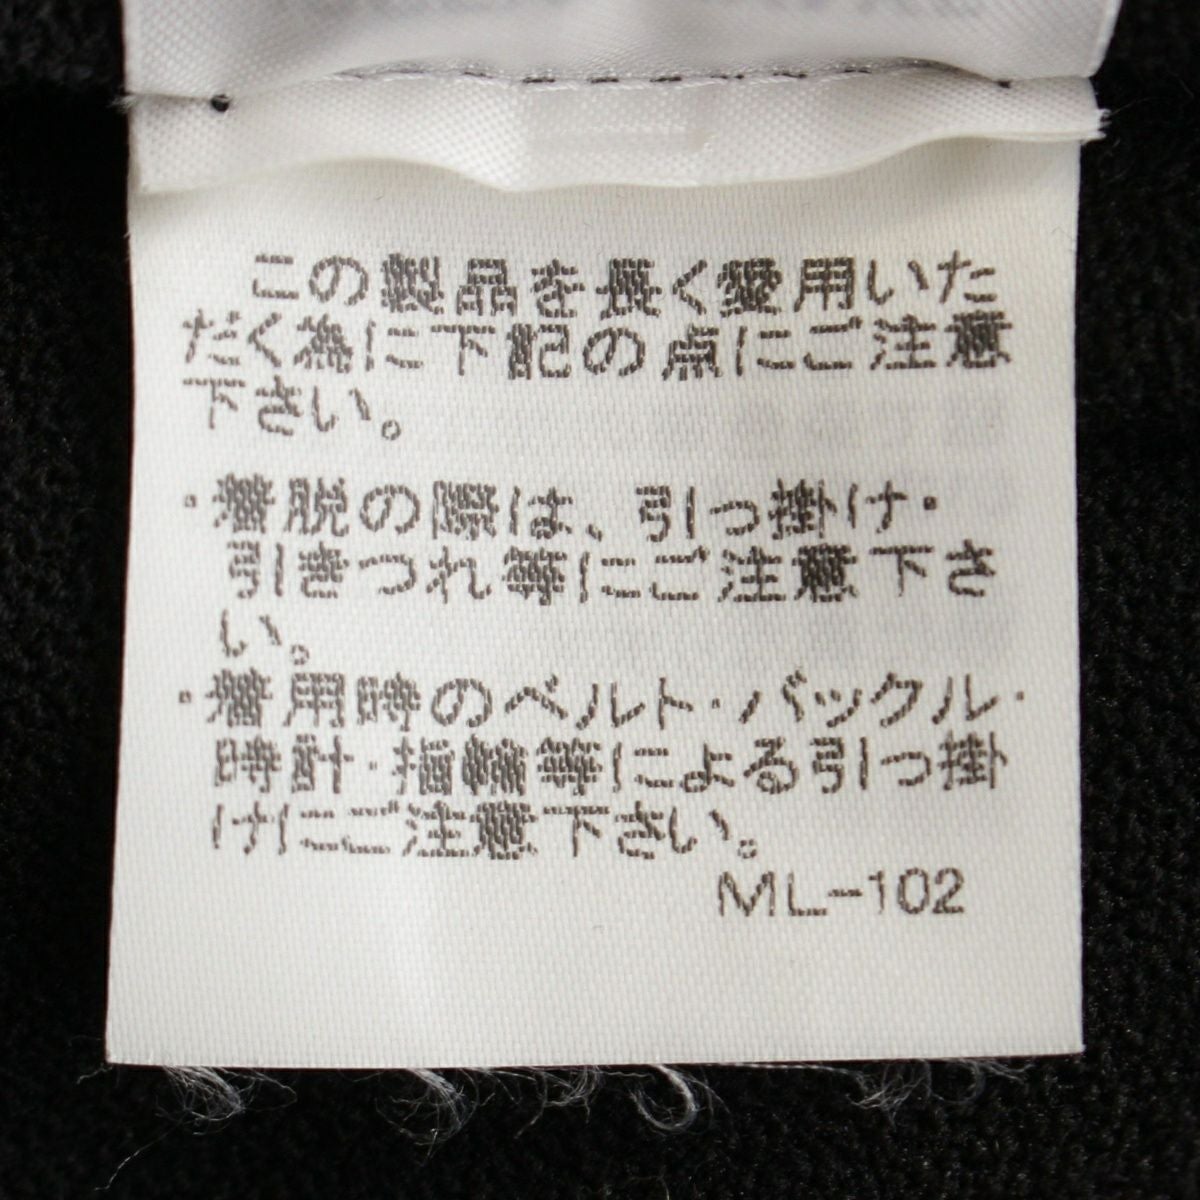 この製品を長く愛用いた
だく為に下記の点にご注意
下さい。
・着脱の際は、引っ掛け・
引きつれ等にご注意下さ
い。
・着用時のベルト・バックル・
時計・指輪等による引っ掛
けにご注意下さい。
ML-102